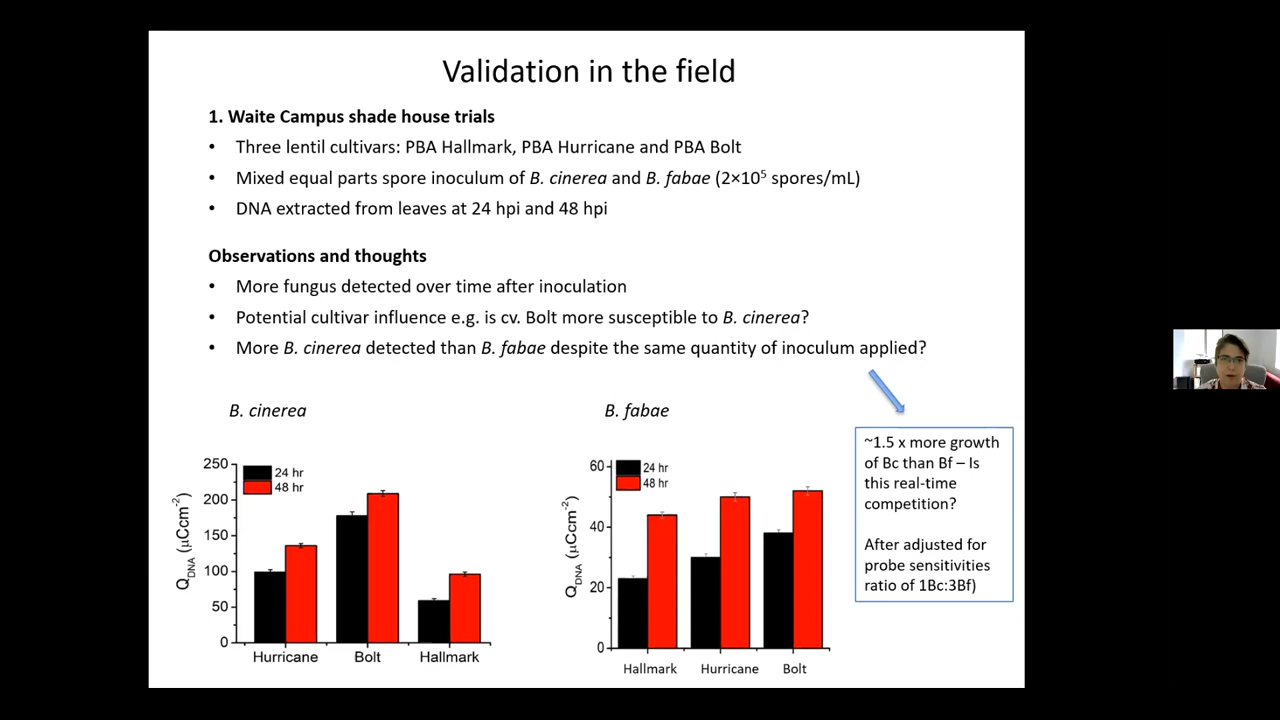 Validation in the field
1. Waite Campus shade house trials
• Three lentil cultivars: PBA Hallmark, PBA Hurricane and PBA Bolt
• Mixed equal parts spore inoculum of B. cinerea and B. fabae (2×10⁵ spores/mL)
• DNA extracted from leaves at 24 hpi and 48 hpi
Observations and thoughts
• More fungus detected over time after inoculation
• Potential cultivar influence e.g. is cv. Bolt more susceptible to B. cinerea?
• More B. cinerea detected than B. fabae despite the same quantity of inoculum applied?
B. cinerea
250
200
150
100
50
0
Q_DNA (μCcm⁻²)
24 hr
48 hr
Hurricane Bolt Hallmark
B. fabae
60
40
20
0
Q_DNA (μCcm⁻²)
24 hr
48 hr
Hallmark Hurricane Bolt
~1.5 x more growth
of Bc than Bf – Is
this real-time
competition?
After adjusted for
probe sensitivities
ratio of 1Bc:3Bf)